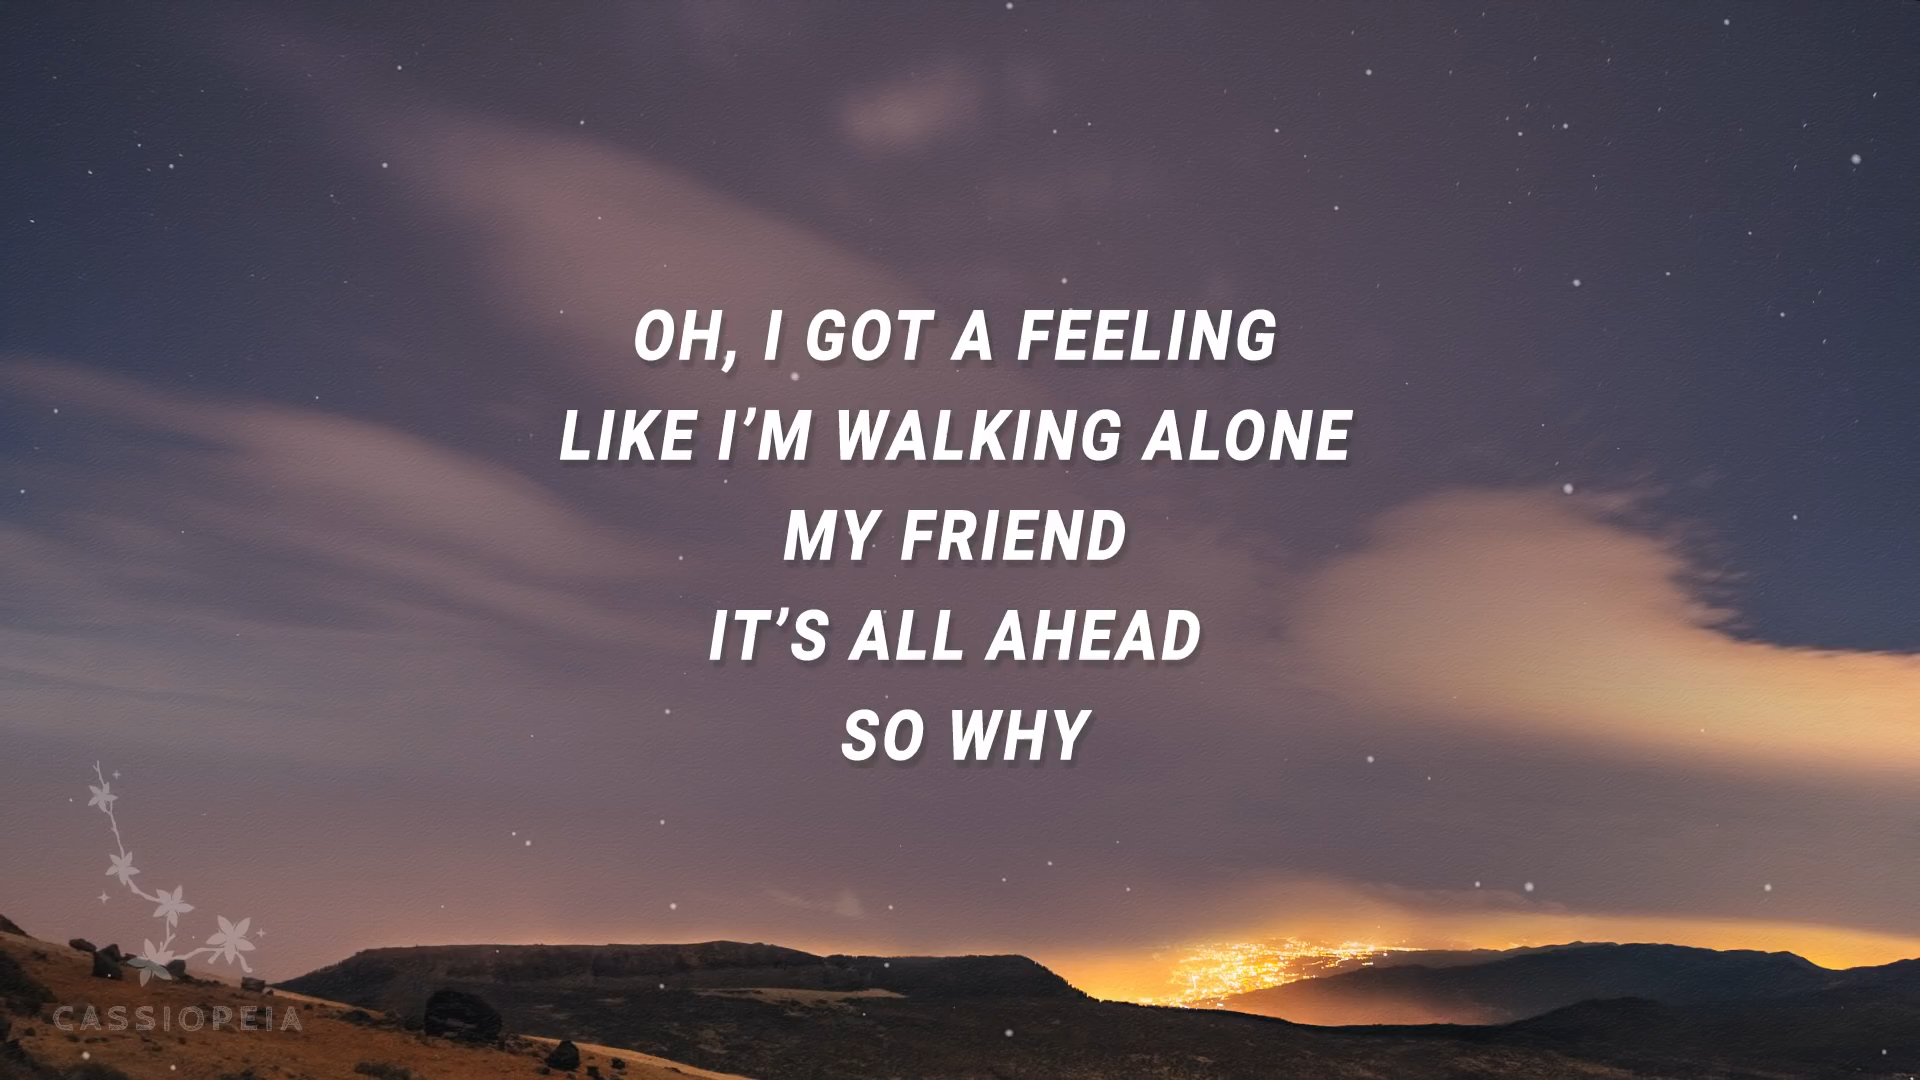 OH, I GOT A FEELING
LIKE I’M WALKING ALONE
MY FRIEND
IT’S ALL AHEAD
SO WHY
CASSIOPEIA